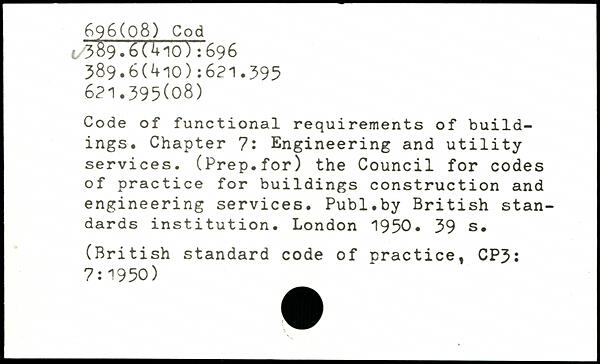 696(08) Cod
✓389.6(410):696
389.6(410):621.395
621.395(08)
Code of functional requirements of build-
ings. Chapter 7: Engineering and utility
services. (Prep.for) the Council for codes
of practice for buildings construction and
engineering services. Publ.by British stan-
dards institution. London 1950. 39 s.
(British standard code of practice, CP3:
7:1950)